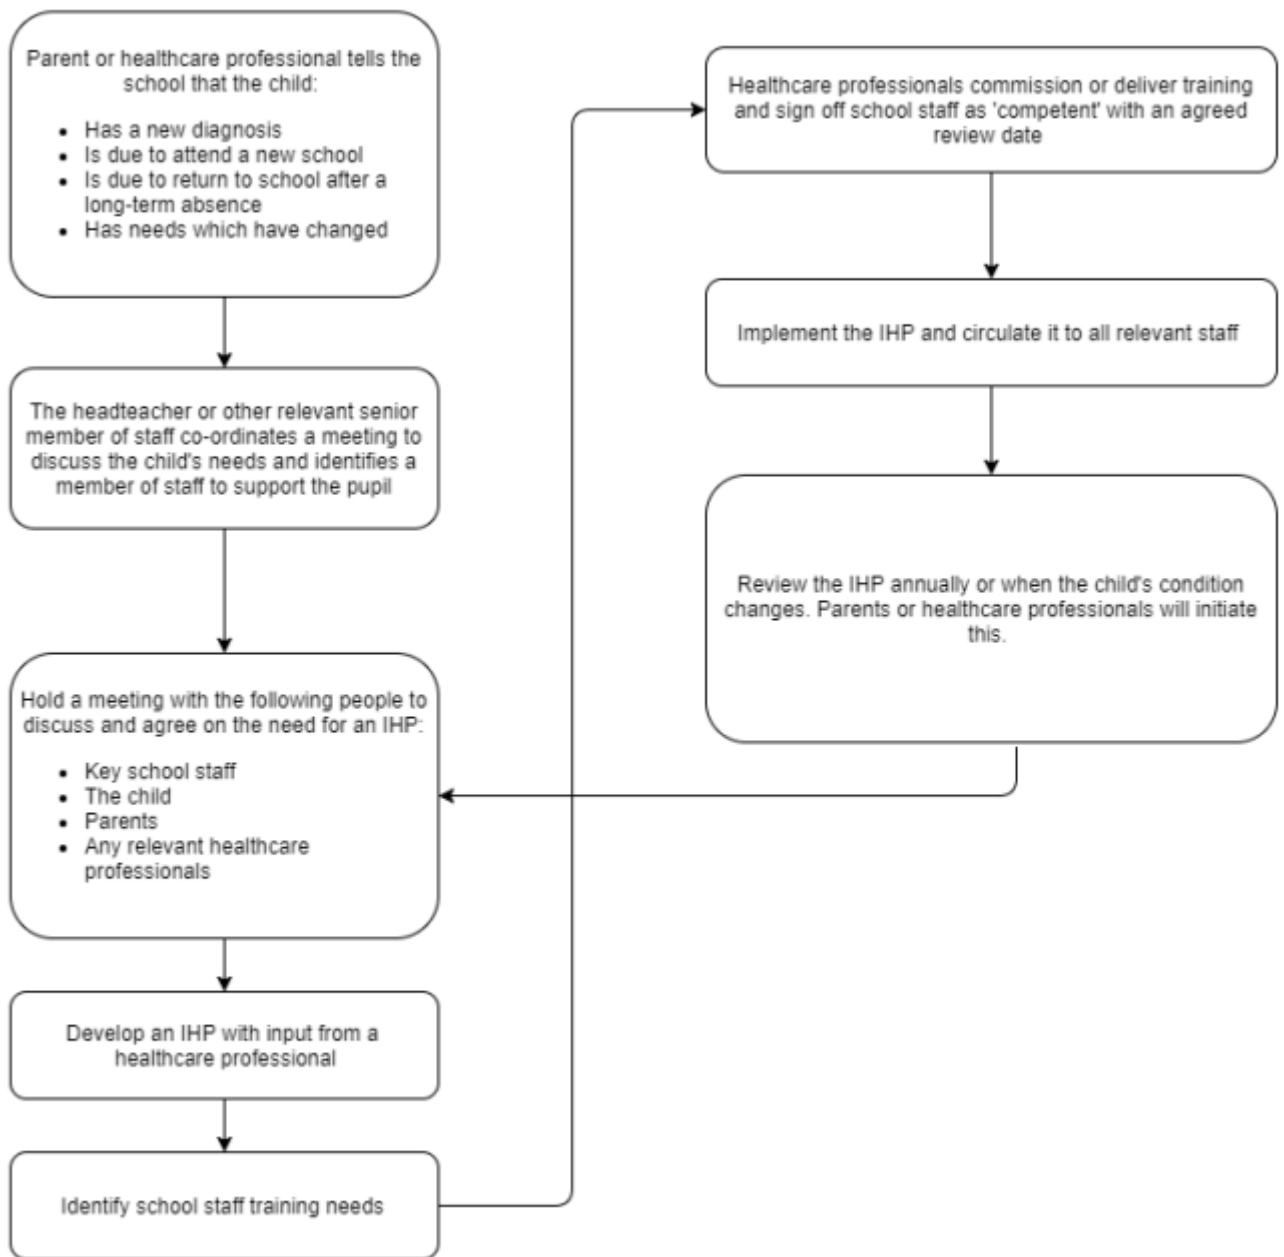 Parent or healthcare professional tells the
school that the child:
• Has a new diagnosis
• Is due to attend a new school
• Is due to return to school after a
long-term absence
• Has needs which have changed
The headteacher or other relevant senior
member of staff co-ordinates a meeting to
discuss the child's needs and identifies a
member of staff to support the pupil
Hold a meeting with the following people to
discuss and agree on the need for an IHP:
• Key school staff
• The child
• Parents
• Any relevant healthcare
professionals
Develop an IHP with input from a
healthcare professional
Identify school staff training needs
Healthcare professionals commission or deliver training
and sign off school staff as 'competent' with an agreed
review date
Implement the IHP and circulate it to all relevant staff
Review the IHP annually or when the child's condition
changes. Parents or healthcare professionals will initiate
this.